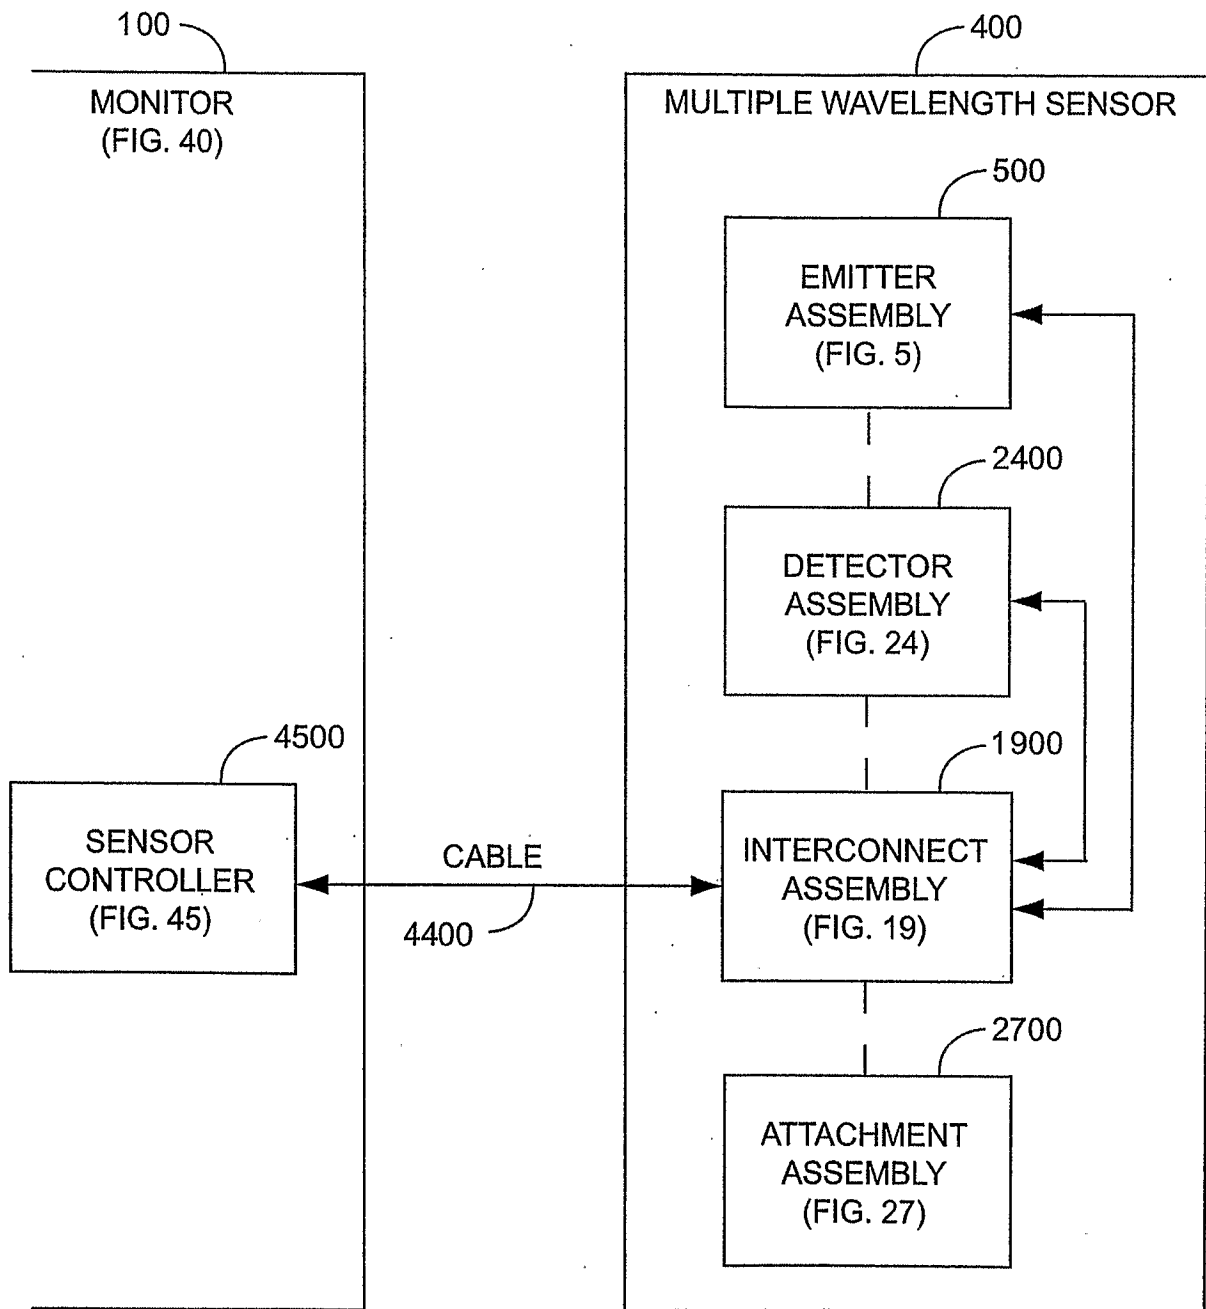 100
400
MONITOR
(FIG. 40)
MULTIPLE WAVELENGTH SENSOR
500
EMITTER
ASSEMBLY
(FIG. 5)
2400
DETECTOR
ASSEMBLY
(FIG. 24)
4500
1900
SENSOR
CONTROLLER
(FIG. 45)
CABLE
4400
INTERCONNECT
ASSEMBLY
(FIG. 19)
2700
ATTACHMENT
ASSEMBLY
(FIG. 27)